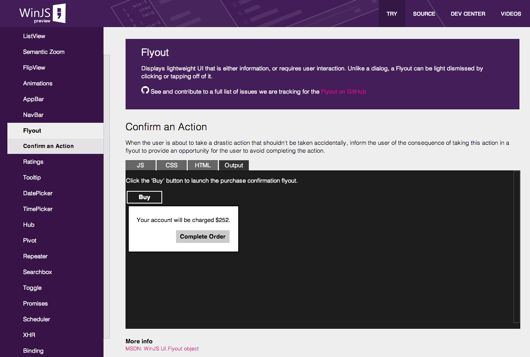 WinJS
preview
TRY
SOURCE
DEV CENTER
VIDEOS
ListView
Semantic Zoom
FlipView
Animations
AppBar
NavBar
Flyout
Confirm an Action
Ratings
Tooltip
DatePicker
TimePicker
Hub
Pivot
Repeater
Searchbox
Toggle
Promises
Scheduler
XHR
Binding
Flyout
Displays lightweight UI that is either information, or requires user interaction. Unlike a dialog, a Flyout can be light dismissed by
clicking or tapping off of it.
See and contribute to a full list of issues we are tracking for the Flyout on GitHub
Confirm an Action
When the user is about to take a drastic action that shouldn't be taken accidentally, inform the user of the consequence of taking this action in a
flyout to provide an opportunity for the user to avoid completing the action.
JS
CSS
HTML
Output
Click the 'Buy' button to launch the purchase confirmation flyout.
Buy
Your account will be charged $252.
Complete Order
More info
MSDN: WinJS.UI.Flyout object